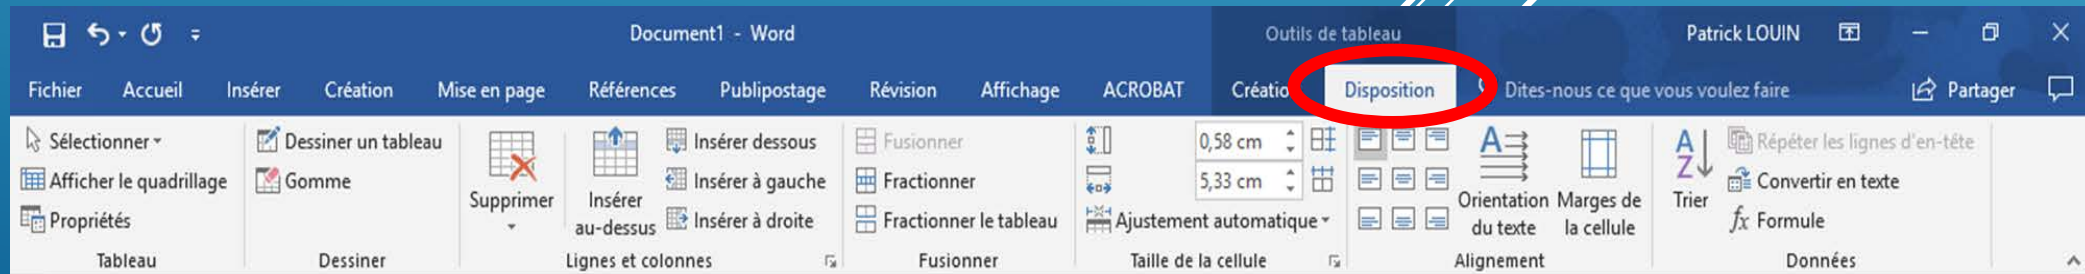 Document1 - Word
Outils de tableau
Patrick LOUIN
Fichier Accueil Insérer Création Mise en page Références Publipostage Révision Affichage ACROBAT Créatio Disposition Dites-nous ce que vous voulez faire Partager
Sélectionner
Afficher le quadrillage
Propriétés
Tableau
Dessiner un tableau
Gomme
Dessiner
Supprimer
Insérer
au-dessus
Insérer dessous
Insérer à gauche
Insérer à droite
Lignes et colonnes
Fusionner
Fractionner
Fractionner le tableau
Fusionner
0,58 cm
5,33 cm
Ajustement automatique
Taille de la cellule
Orientation
du texte
Marges de
la cellule
Alignement
A
Z
Trier
Répéter les lignes d'en-tête
Convertir en texte
fx Formule
Données